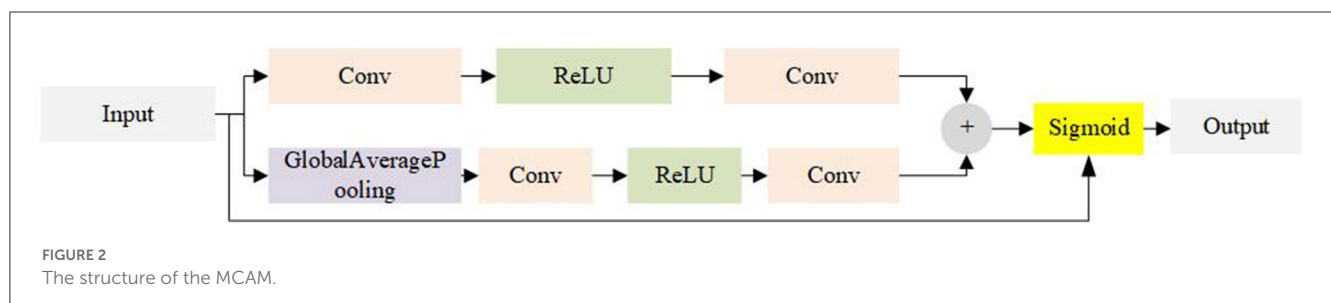 Conv
ReLU
Conv
Input
+
Sigmoid
Output
GlobalAverageP
ooling
Conv
ReLU
Conv
FIGURE 2
The structure of the MCAM.